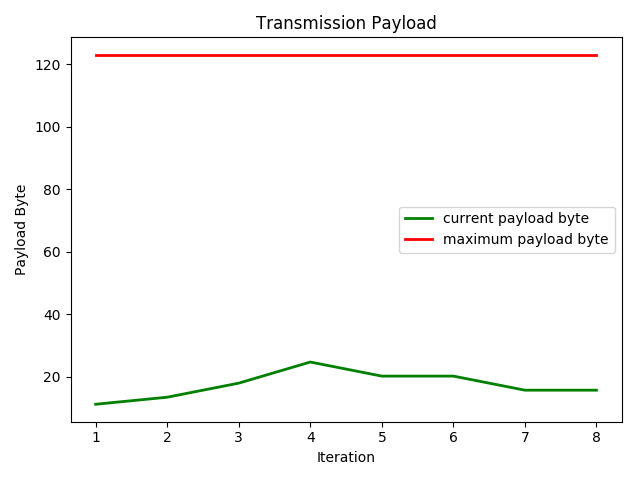 Transmission Payload
Payload Byte
120
100
80
60
40
20
current payload byte
maximum payload byte
1 2 3 4 5 6 7 8
Iteration